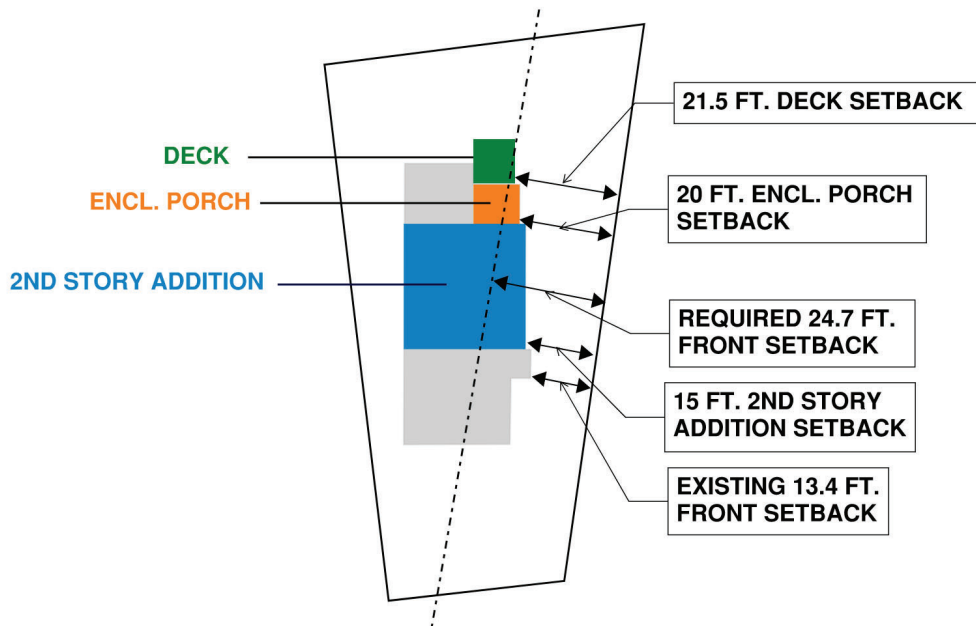 21.5 FT. DECK SETBACK
DECK
ENCL. PORCH
20 FT. ENCL. PORCH
SETBACK
2ND STORY ADDITION
REQUIRED 24.7 FT.
FRONT SETBACK
15 FT. 2ND STORY
ADDITION SETBACK
EXISTING 13.4 FT.
FRONT SETBACK